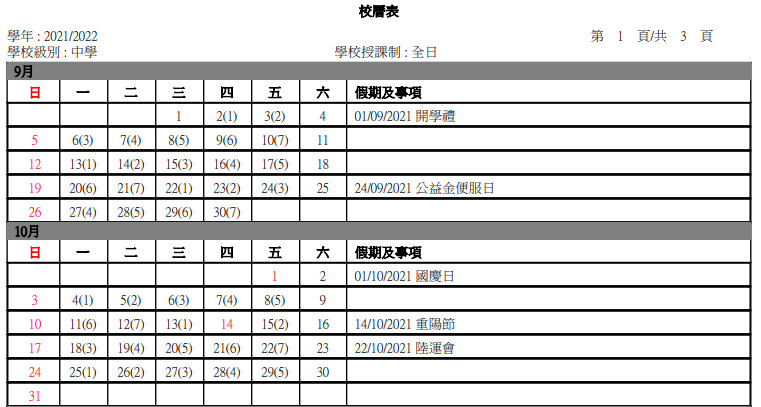 校曆表
學年 : 2021/2022 第 1 頁/共 3 頁
學校級別 : 中學 學校授課制 : 全日
9月
日 一 二 三 四 五 六 假期及事項
1 2(1) 3(2) 4 01/09/2021 開學禮
5 6(3) 7(4) 8(5) 9(6) 10(7) 11
12 13(1) 14(2) 15(3) 16(4) 17(5) 18
19 20(6) 21(7) 22(1) 23(2) 24(3) 25 24/09/2021 公益金便服日
26 27(4) 28(5) 29(6) 30(7)
10月
日 一 二 三 四 五 六 假期及事項
1 2 01/10/2021 國慶日
3 4(1) 5(2) 6(3) 7(4) 8(5) 9
10 11(6) 12(7) 13(1) 14 15(2) 16 14/10/2021 重陽節
17 18(3) 19(4) 20(5) 21(6) 22(7) 23 22/10/2021 陸運會
24 25(1) 26(2) 27(3) 28(4) 29(5) 30
31